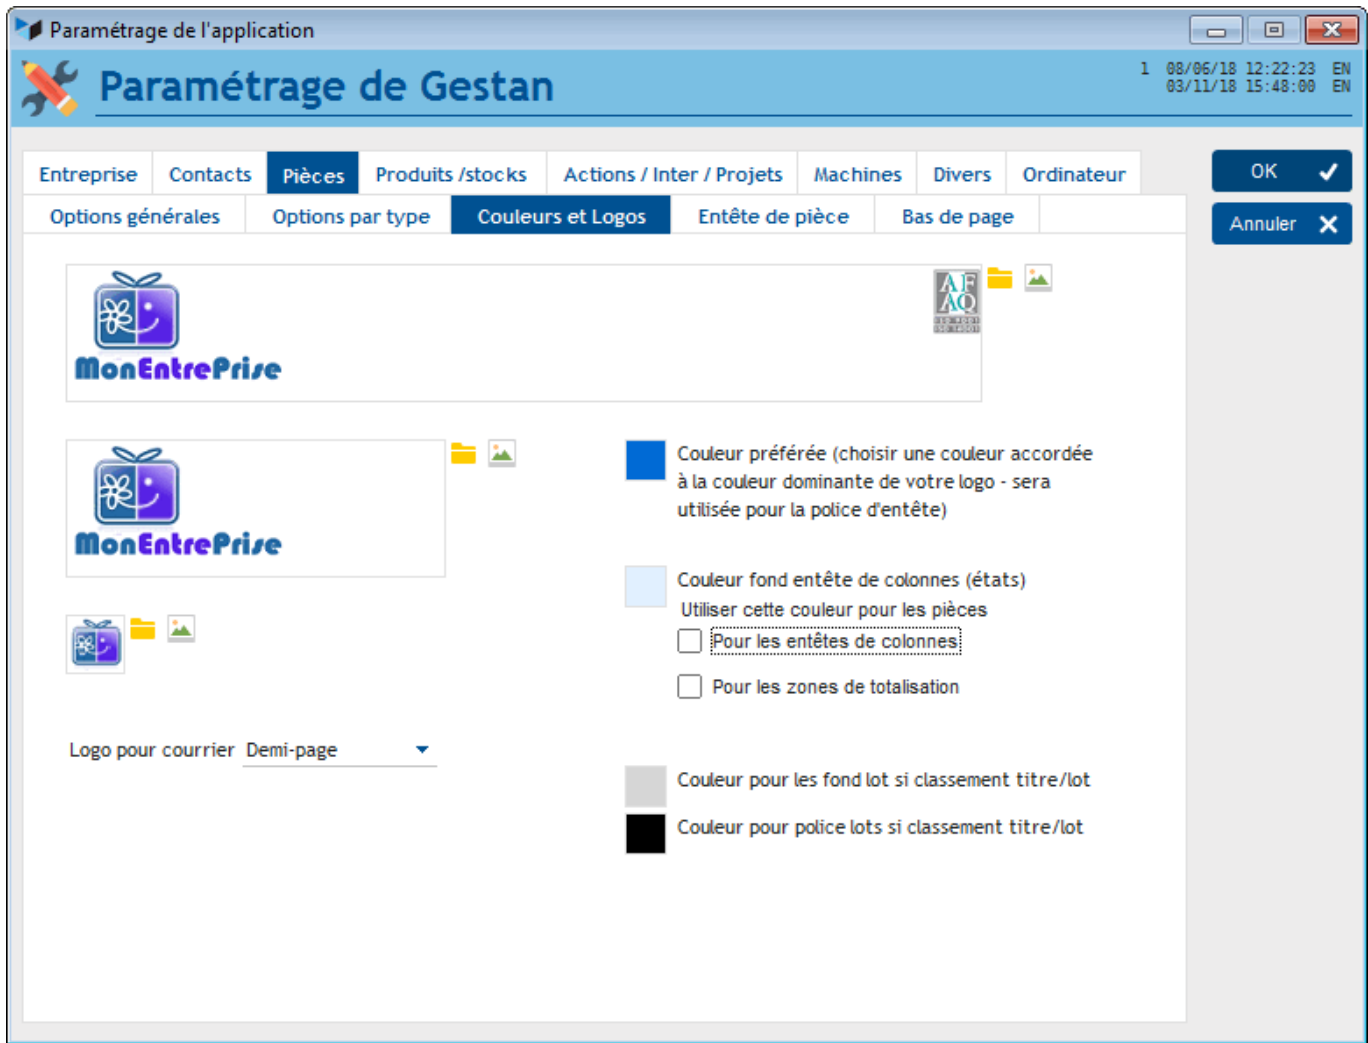 Paramétrage de l'application
Paramétrage de Gestan
1 08/06/18 12:22:23 EN
03/11/18 15:48:00 EN
Entreprise Contacts Pièces Produits /stocks Actions / Inter / Projets Machines Divers Ordinateur
OK
Options générales Options par type Couleurs et Logos Entête de pièce Bas de page
Annuler
AFAQ
ISO 9001
ISO 14001
MonEntrePrise
MonEntrePrise
Couleur préférée (choisir une couleur accordée
à la couleur dominante de votre logo - sera
utilisée pour la police d'entête)
Couleur fond entête de colonnes (états)
Utiliser cette couleur pour les pièces
Pour les entêtes de colonnes
Pour les zones de totalisation
Logo pour courrier Demi-page
Couleur pour les fond lot si classement titre/lot
Couleur pour police lots si classement titre/lot